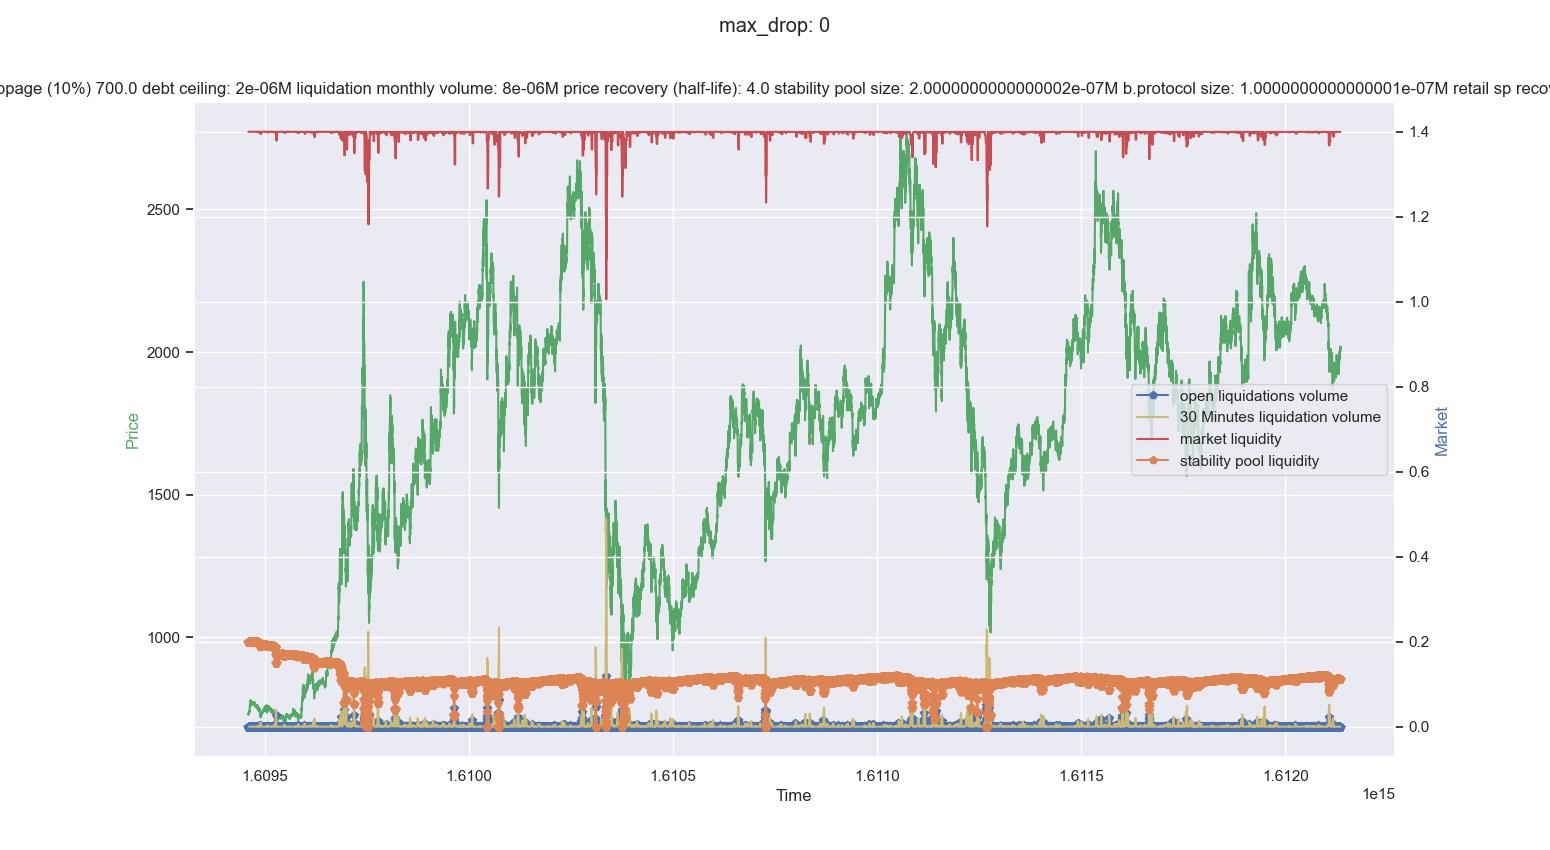 max_drop: 0
(10%) 700.0 debt ceiling: 2e-06M liquidation monthly volume: 8e-06M price recovery (half-life): 4.0 stability pool size: 2.0000000000000002e-07M b.protocol size: 1.0000000000000001e-07M retail sp
2500
2000
1500
1000
Price
1.4
1.2
1.0
0.8
0.6
0.4
0.2
0.0
Market
open liquidations volume
30 Minutes liquidation volume
market liquidity
stability pool liquidity
1.6095 1.6100 1.6105 1.6110 1.6115 1.6120
Time
1e15